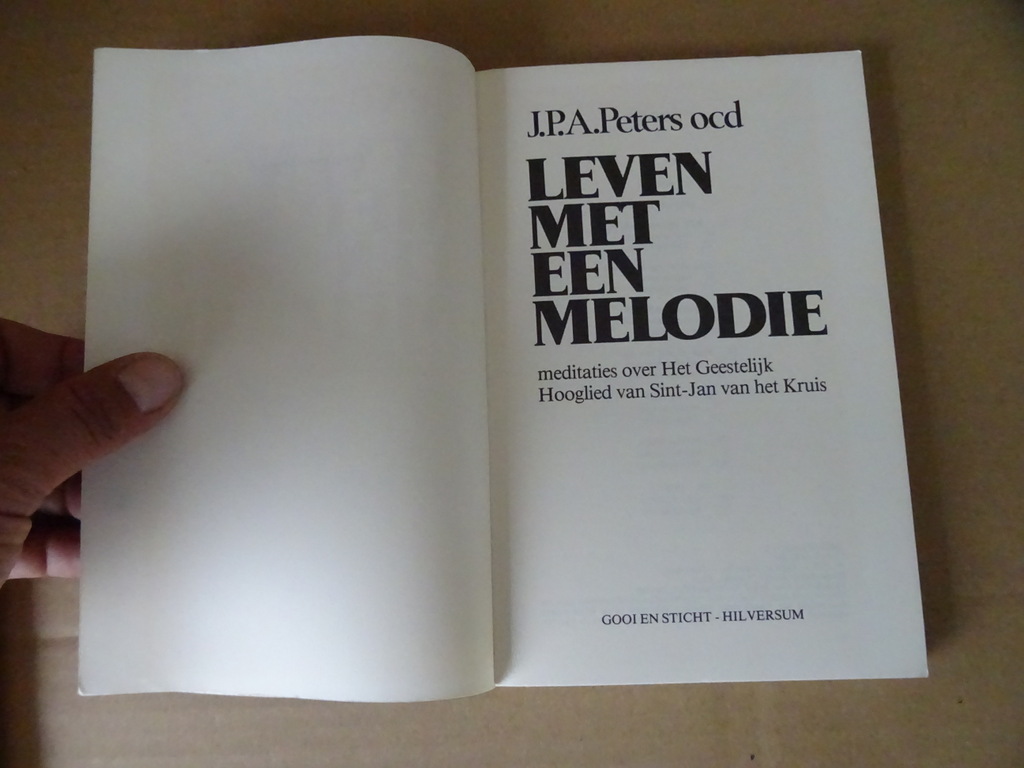 J.P.A.Peters ocd
LEVEN
MET
EEN
MELODIE
meditaties over Het Geestelijk
Hooglied van Sint-Jan van het Kruis
GOOI EN STICHT - HILVERSUM